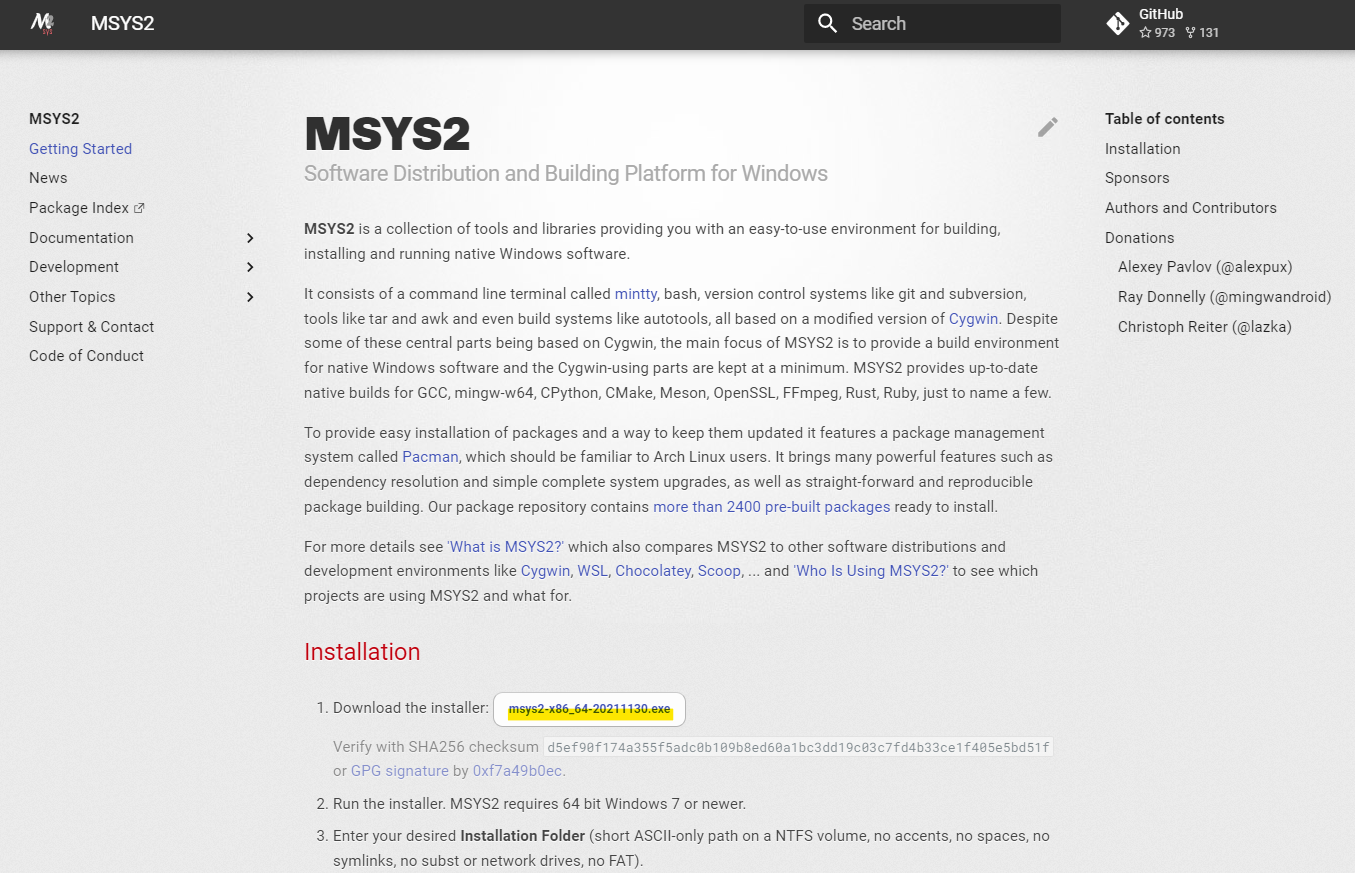 MSYS2
Search
GitHub
973 131
MSYS2
Getting Started
News
Package Index
Documentation
Development
Other Topics
Support & Contact
Code of Conduct
MSYS2
Software Distribution and Building Platform for Windows
MSYS2 is a collection of tools and libraries providing you with an easy-to-use environment for building,
installing and running native Windows software.
It consists of a command line terminal called mintty, bash, version control systems like git and subversion,
tools like tar and awk and even build systems like autotools, all based on a modified version of Cygwin. Despite
some of these central parts being based on Cygwin, the main focus of MSYS2 is to provide a build environment
for native Windows software and the Cygwin-using parts are kept at a minimum. MSYS2 provides up-to-date
native builds for GCC, mingw-w64, CPython, CMake, Meson, OpenSSL, FFmpeg, Rust, Ruby, just to name a few.
To provide easy installation of packages and a way to keep them updated it features a package management
system called Pacman, which should be familiar to Arch Linux users. It brings many powerful features such as
dependency resolution and simple complete system upgrades, as well as straight-forward and reproducible
package building. Our package repository contains more than 2400 pre-built packages ready to install.
For more details see 'What is MSYS2?' which also compares MSYS2 to other software distributions and
development environments like Cygwin, WSL, Chocolatey, Scoop, ... and 'Who Is Using MSYS2?' to see which
projects are using MSYS2 and what for.
Installation
1. Download the installer: msys2-x86_64-20211130.exe
Verify with SHA256 checksum d5ef90f174a355f5adc0b109b8ed60a1bc3dd19c03c7fd4b33ce1f405e5bd51f
or GPG signature by 0xf7a49b0ec.
2. Run the installer. MSYS2 requires 64 bit Windows 7 or newer.
3. Enter your desired Installation Folder (short ASCII-only path on a NTFS volume, no accents, no spaces, no
symlinks, no subst or network drives, no FAT).
Table of contents
Installation
Sponsors
Authors and Contributors
Donations
Alexey Pavlov (@alexpux)
Ray Donnelly (@mingwandroid)
Christoph Reiter (@lazka)